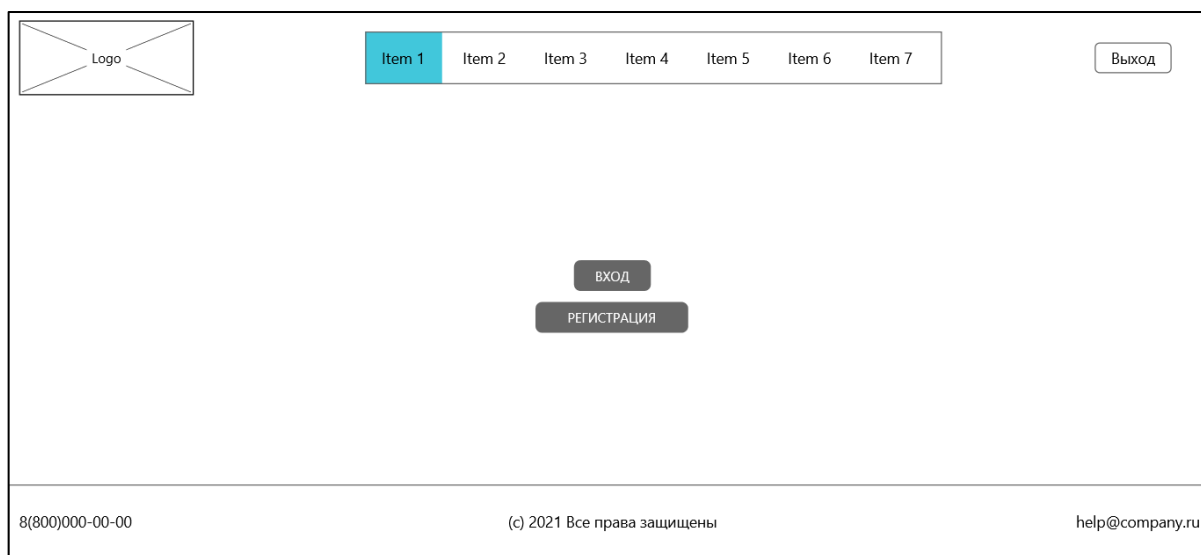 Logo
Item 1 Item 2 Item 3 Item 4 Item 5 Item 6 Item 7
Выход
ВХОД
РЕГИСТРАЦИЯ
8(800)000-00-00
(c) 2021 Все права защищены
help@company.ru